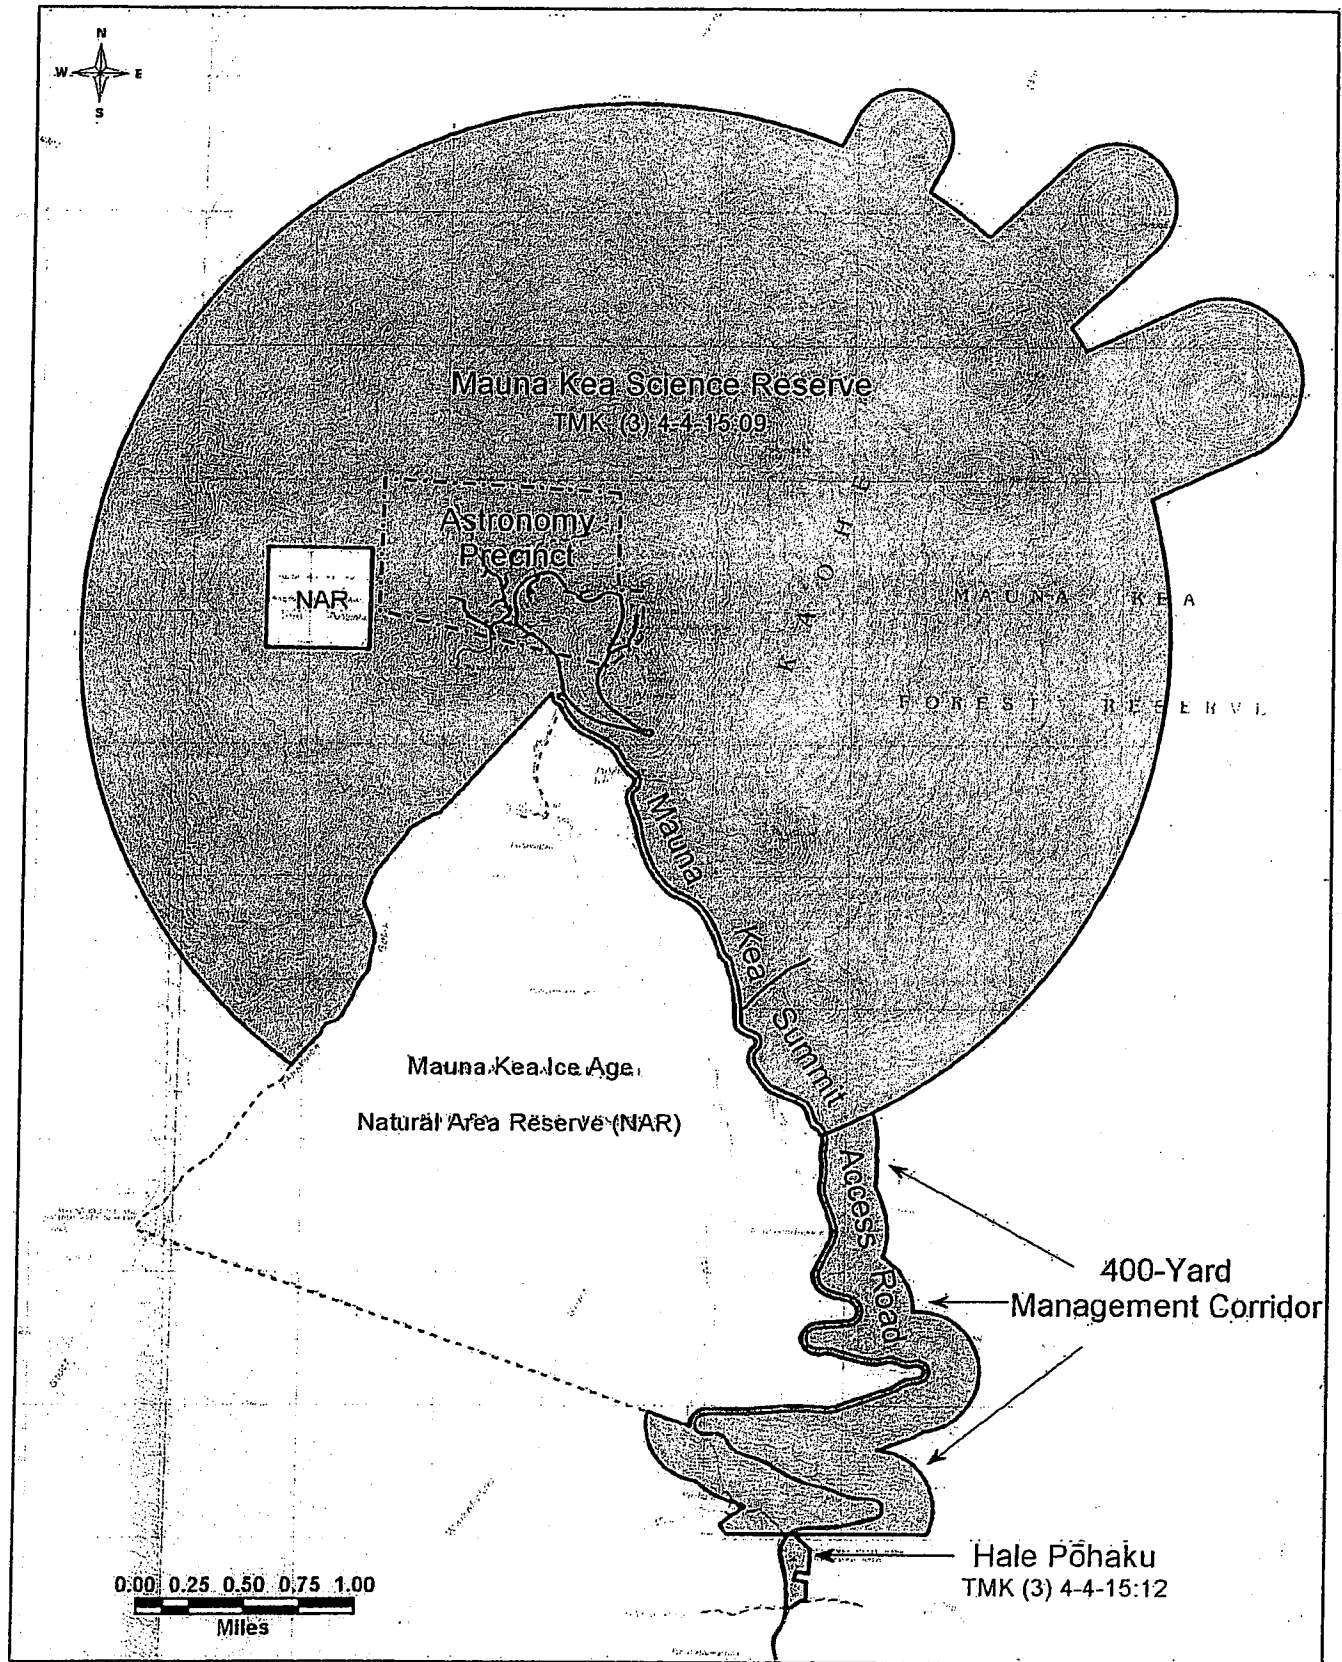 N
W E
S
Mauna Kea Science Reserve
TMK (3) 4-4-15:09
Astronomy
Precinct
NAR
KAOHE
MAUNA KEA
FOREST RESERVE
Mauna Kea Summit Access Road
Mauna Kea Ice Age
Natural Area Reserve (NAR)
400-Yard
Management Corridor
Hale Pōhaku
TMK (3) 4-4-15:12
0.00 0.25 0.50 0.75 1.00
Miles